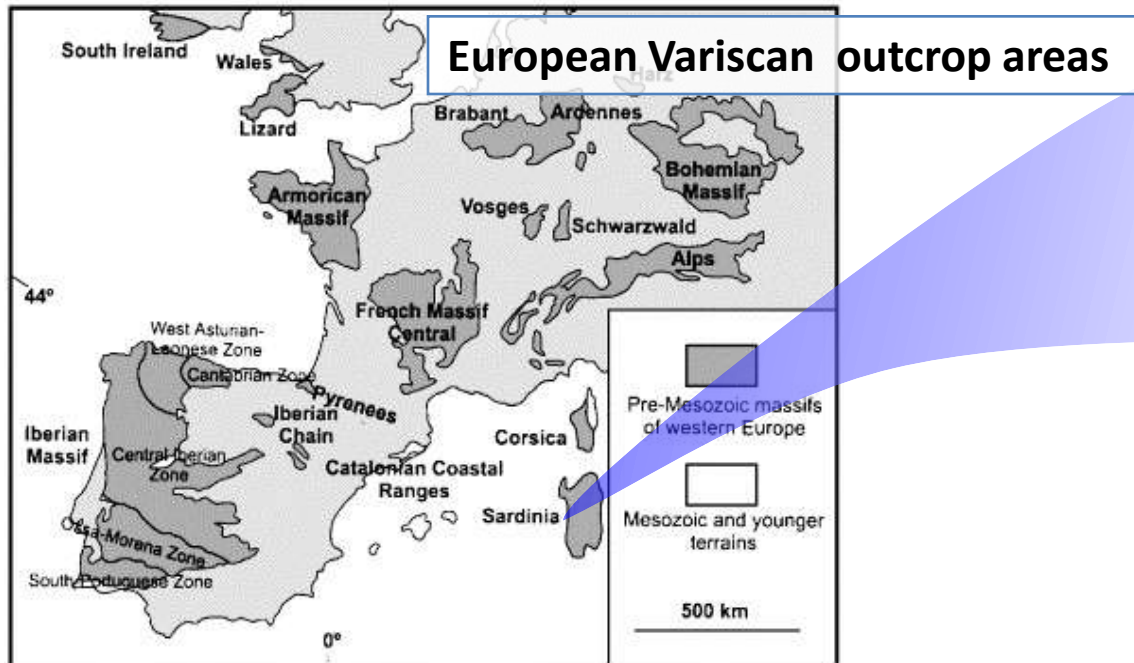 European Variscan outcrop areas
South Ireland
Wales
Harz
Lizard
Brabant
Ardennes
Bohemian
Massif
Armorican
Massif
Vosges
Schwarzwald
Alps
44º
French Massif
Central
West Asturian-
Leonese Zone
Cantabrian Zone
Pyrenees
Iberian
Chain
Iberian
Massif
Central Iberian
Zone
Catalonian Coastal
Ranges
Corsica
Sardinia
Ossa-Morena Zone
South Portuguese Zone
0º
Pre-Mesozoic massifs
of western Europe
Mesozoic and younger
terrains
500 km